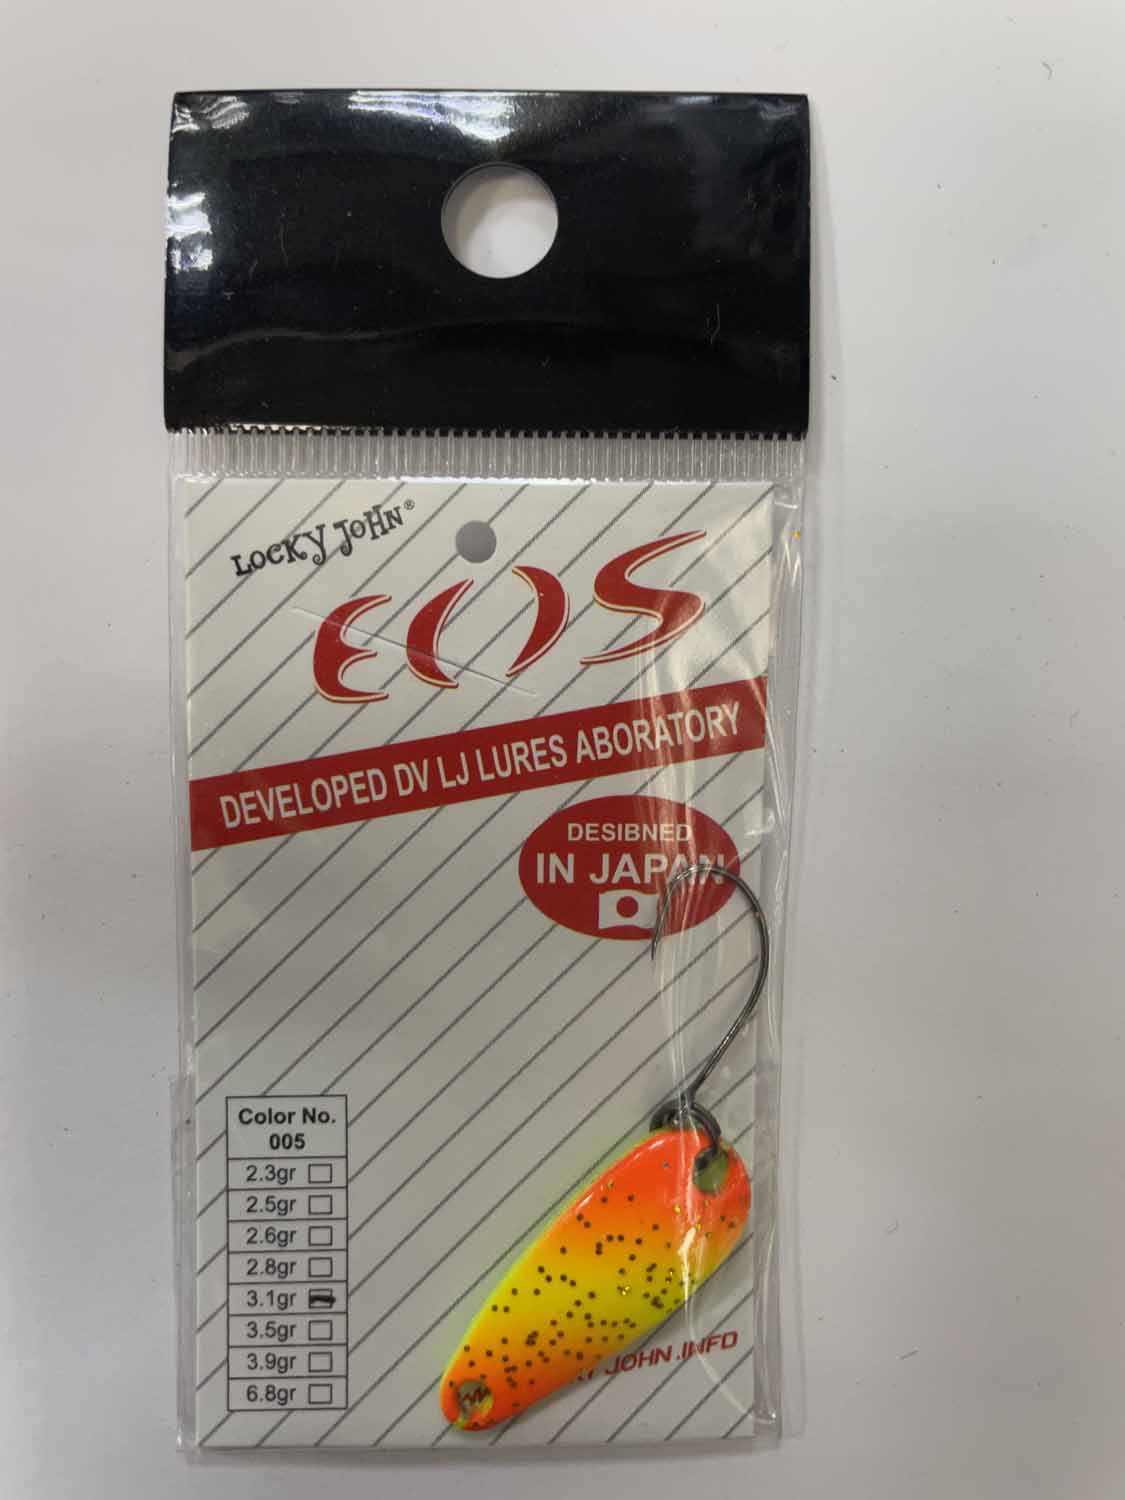 LOCKY JOHN®
EOS
DEVELOPED DV LJ LURES ABORATORY
DESIBNED
IN JAPAN
Color No.
005
2.3gr
2.5gr
2.6gr
2.8gr
3.1gr
3.5gr
3.9gr
6.8gr
JOHN.INFO